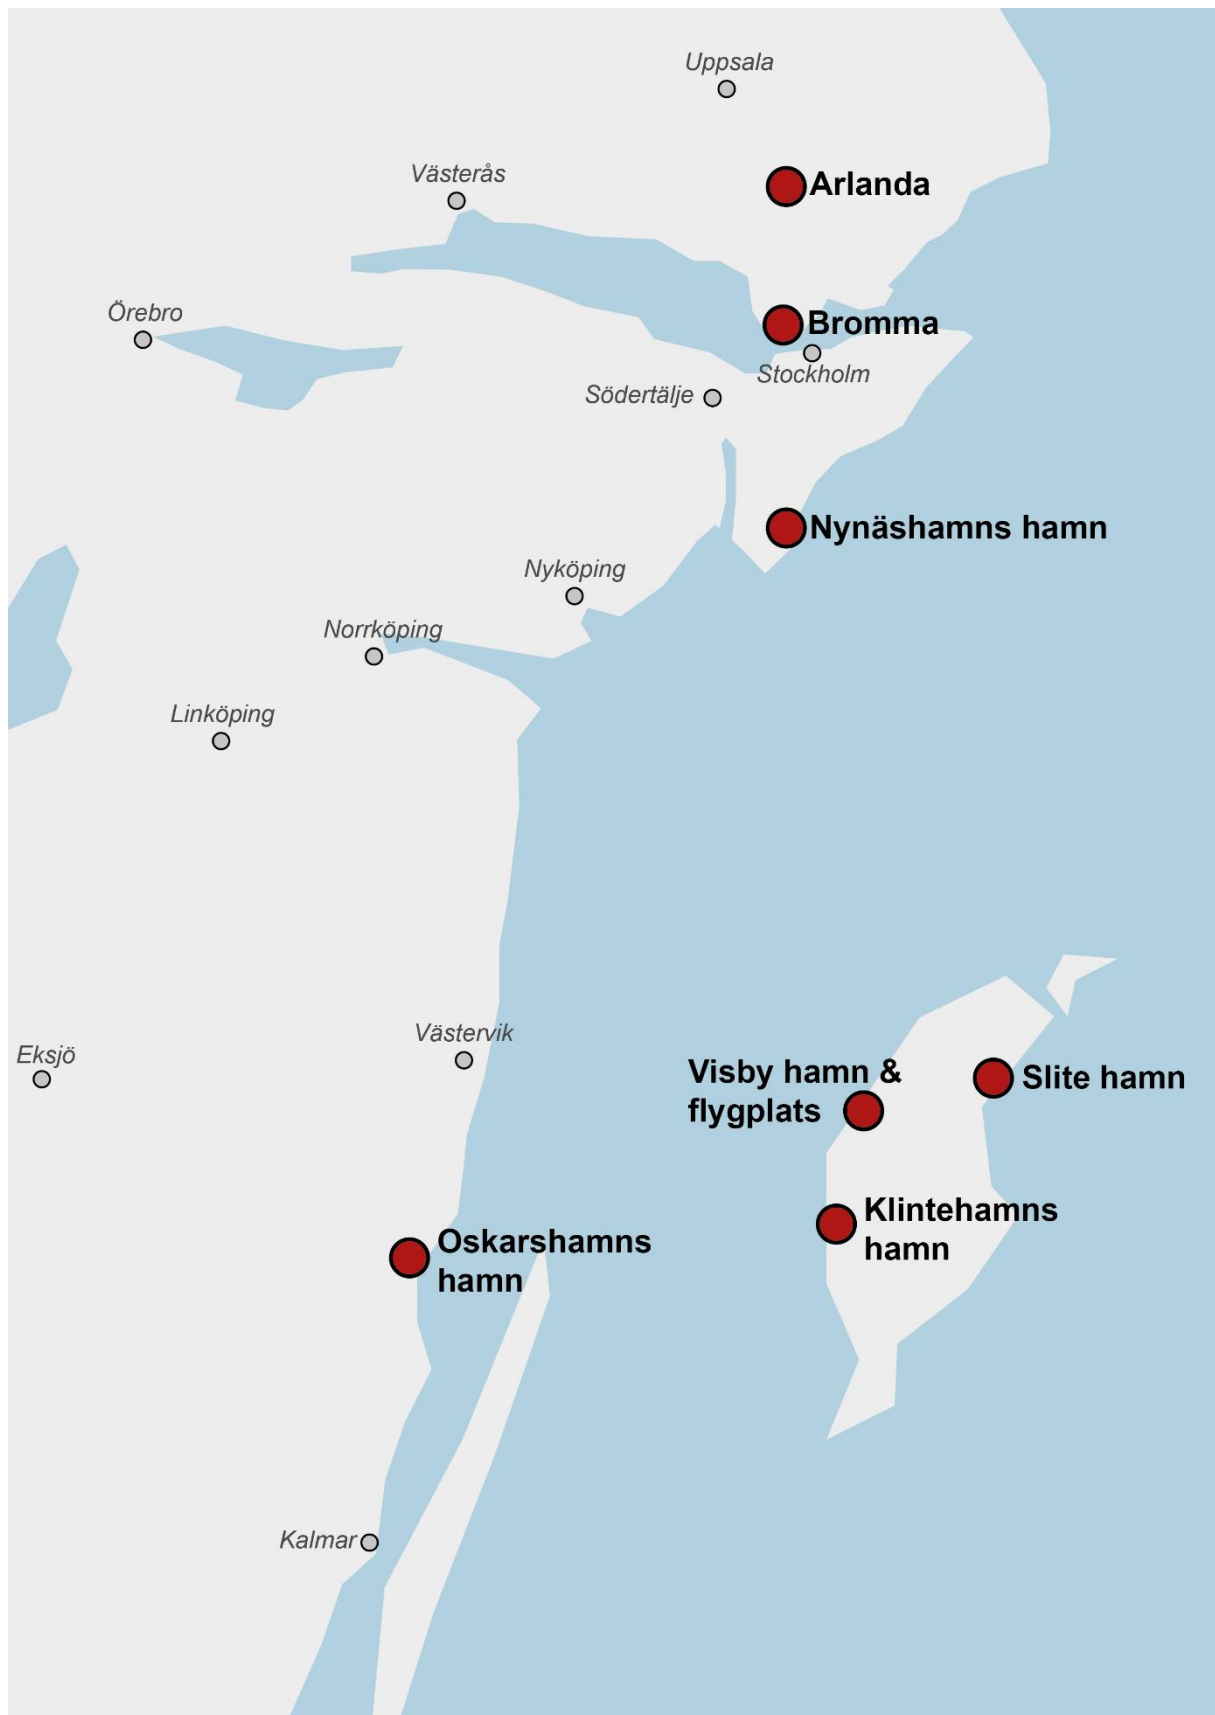 Uppsala
Västerås
Arlanda
Örebro
Bromma
Stockholm
Södertälje
Nynäshamns hamn
Nyköping
Norrköping
Linköping
Västervik
Eksjö
Visby hamn &
flygplats
Slite hamn
Klintehamns
hamn
Oskarshamns
hamn
Kalmar